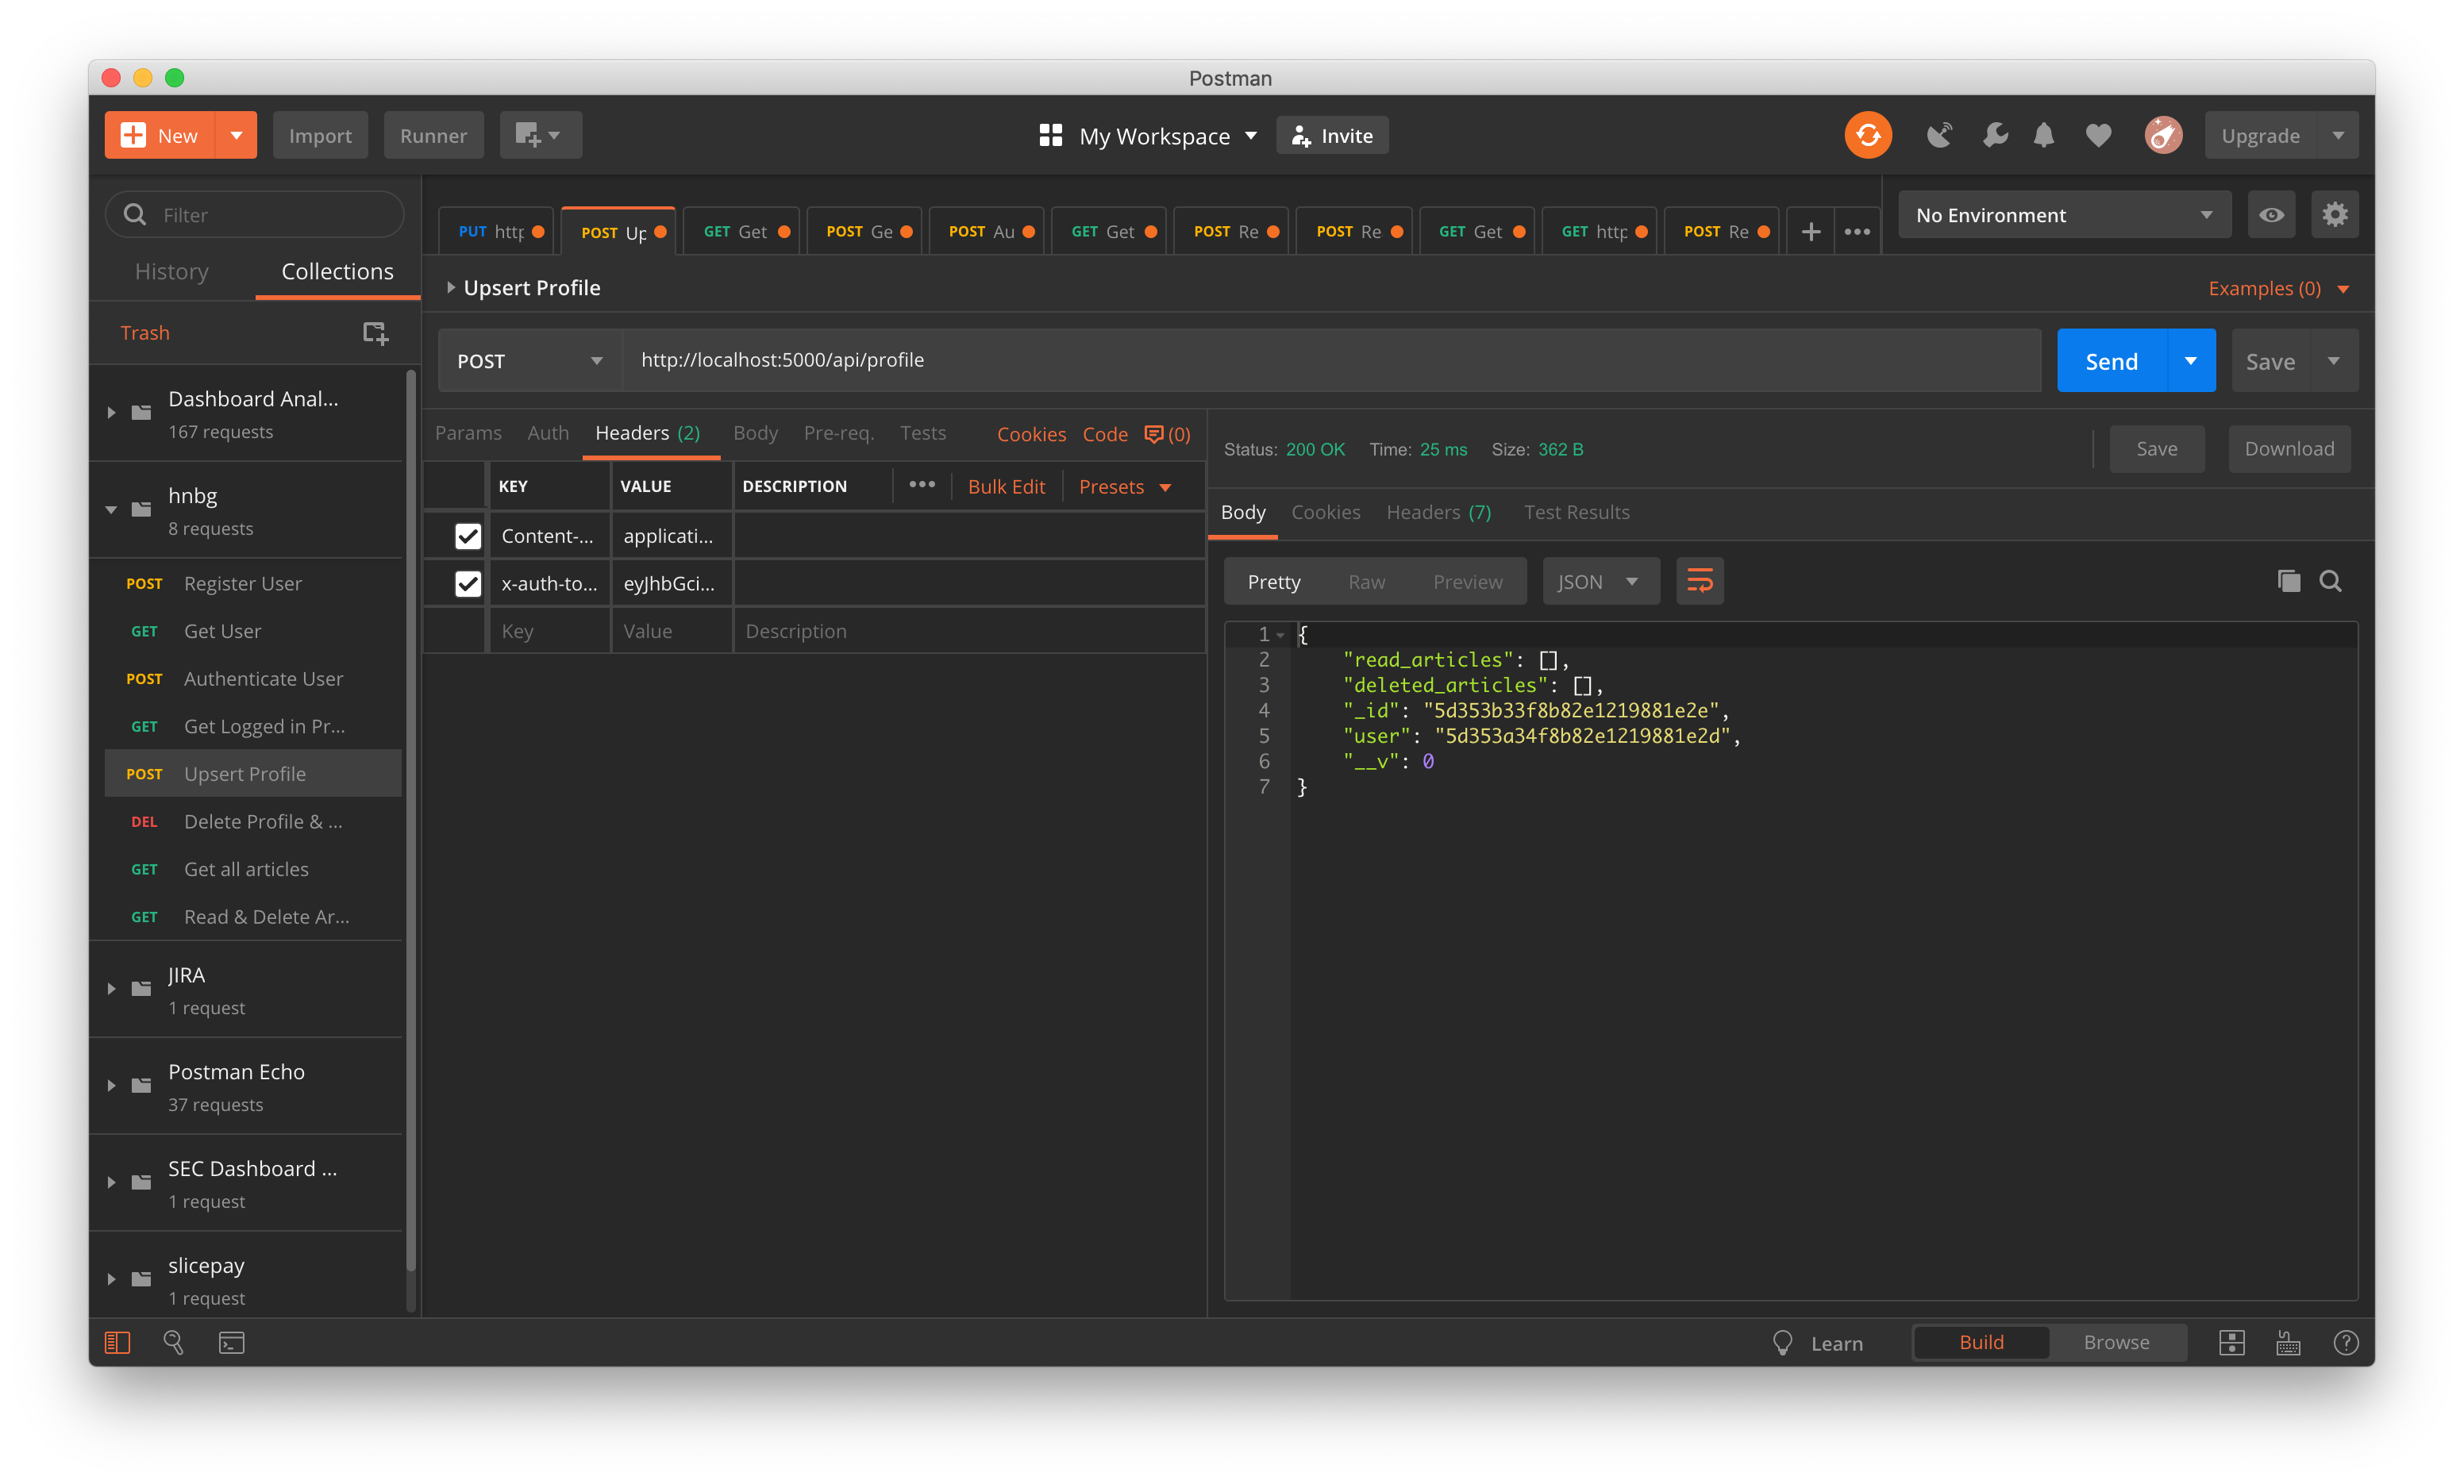 Postman
New
Import
Runner
My Workspace
Invite
Upgrade
Filter
History
Collections
Trash
Dashboard Anal...
167 requests
hnbg
8 requests
POST Register User
GET Get User
POST Authenticate User
GET Get Logged in Pr...
POST Upsert Profile
DEL Delete Profile & ...
GET Get all articles
GET Read & Delete Ar...
JIRA
1 request
Postman Echo
37 requests
SEC Dashboard ...
1 request
slicepay
1 request
PUT http
POST Up
GET Get
POST Ge
POST Au
GET Get
POST Re
POST Re
GET Get
GET http
POST Re
No Environment
Upsert Profile
Examples (0)
POST
http://localhost:5000/api/profile
Send
Save
Params Auth Headers (2) Body Pre-req. Tests Cookies Code (0)
KEY VALUE DESCRIPTION ••• Bulk Edit Presets
Content-... applicati...
x-auth-to... eyJhbGci...
Key Value Description
Status: 200 OK Time: 25 ms Size: 362 B
Save Download
Body Cookies Headers (7) Test Results
Pretty Raw Preview JSON
1 {
2 "read_articles": [],
3 "deleted_articles": [],
4 "_id": "5d353b33f8b82e1219881e2e",
5 "user": "5d353a34f8b82e1219881e2d",
6 "__v": 0
7 }
Learn
Build
Browse